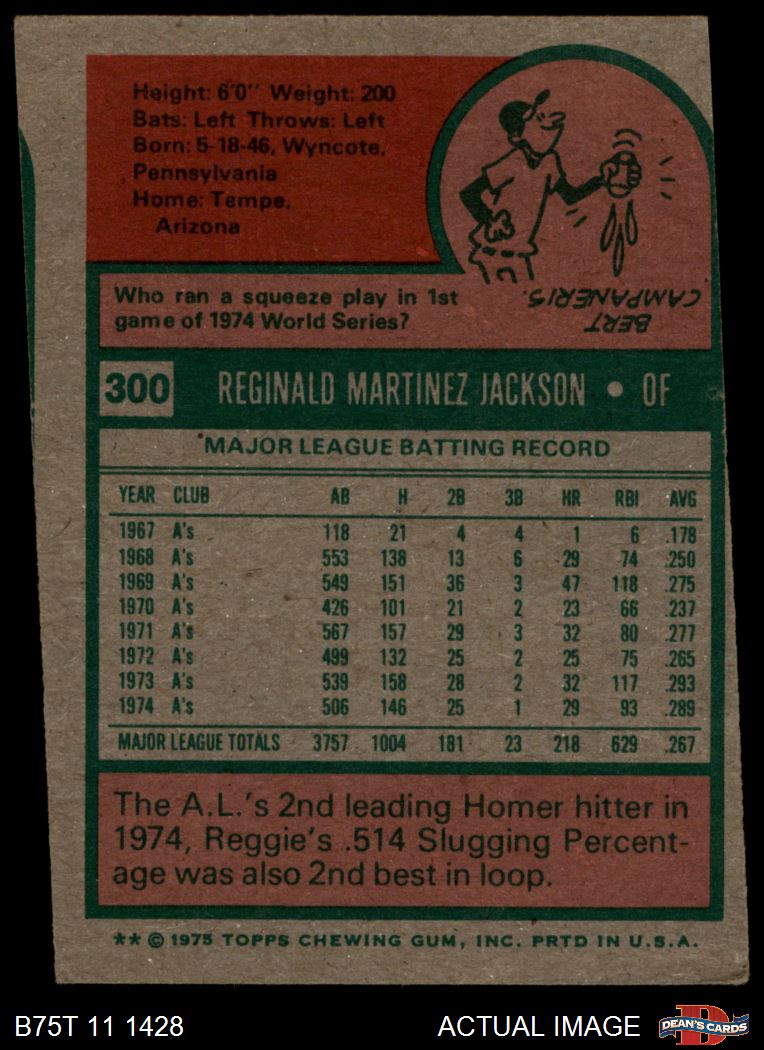 Height: 6'0" Weight: 200
Bats: Left Throws: Left
Born: 5-18-46, Wyncote,
Pennsylvania
Home: Tempe,
Arizona
Who ran a squeeze play in 1st
game of 1974 World Series?
BERT
CAMPANERIS.
300 REGINALD MARTINEZ JACKSON • OF
MAJOR LEAGUE BATTING RECORD
YEAR CLUB AB H 2B 3B HR RBI AVG
1967 A's 118 21 4 4 1 6 .178
1968 A's 553 138 13 6 29 74 .250
1969 A's 549 151 36 3 47 118 .275
1970 A's 426 101 21 2 23 66 .237
1971 A's 567 157 29 3 32 80 .277
1972 A's 499 132 25 2 25 75 .265
1973 A's 539 158 28 2 32 117 .293
1974 A's 506 146 25 1 29 93 .289
MAJOR LEAGUE TOTALS 3757 1004 181 23 218 629 .267
The A.L.'s 2nd leading Homer hitter in
1974, Reggie's .514 Slugging Percent-
age was also 2nd best in loop.
** © 1975 TOPPS CHEWING GUM, INC. PRTD IN U.S.A.
B75T 11 1428 ACTUAL IMAGE D DEAN'S CARDS